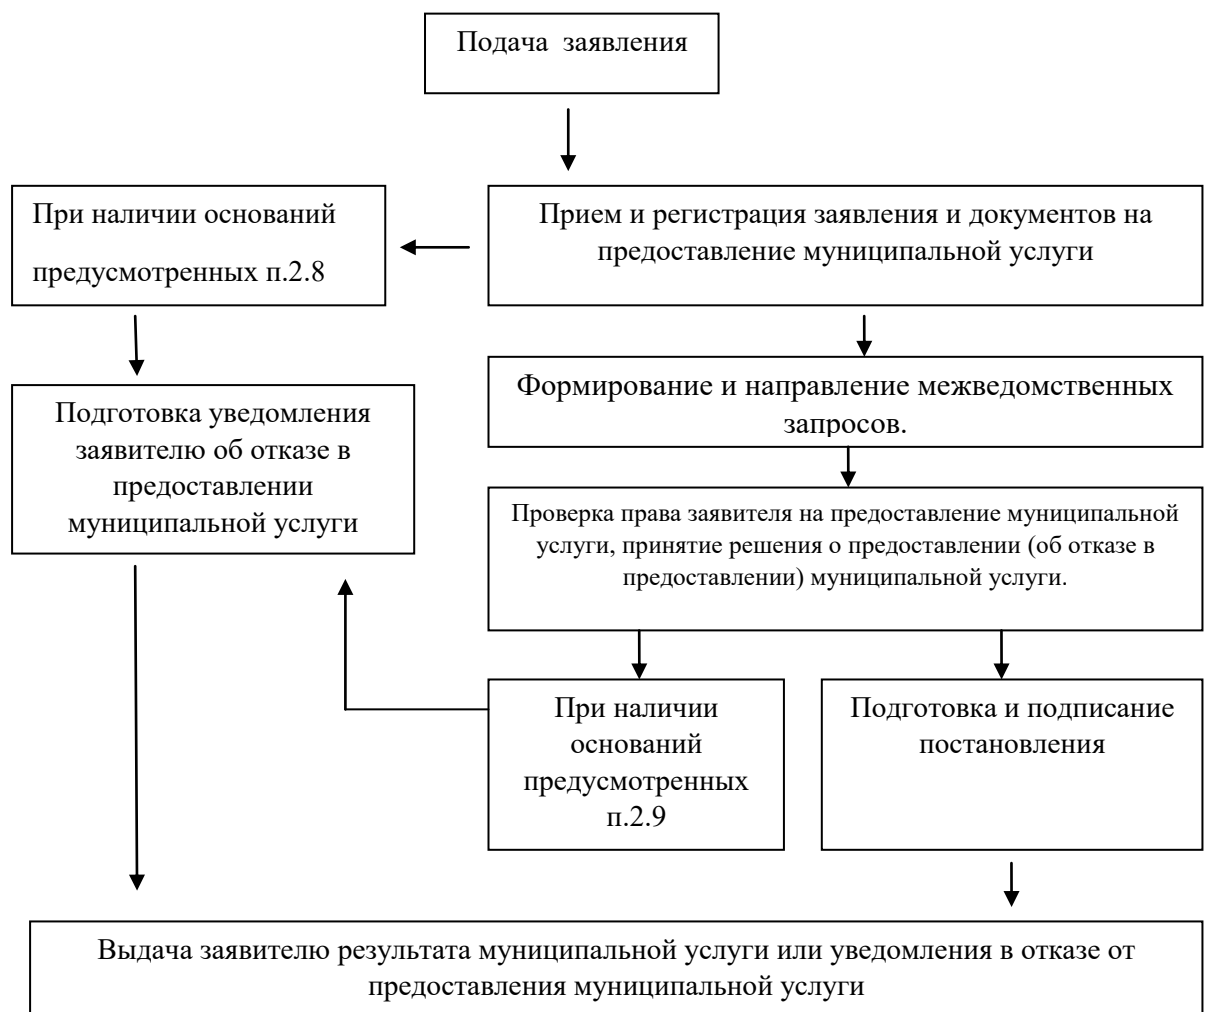 Подача  заявления
При наличии оснований
предусмотренных п.2.8
Прием и регистрация заявления и документов на
предоставление муниципальной услуги
Формирование и направление межведомственных
запросов.
Подготовка уведомления
заявителю об отказе в
предоставлении
муниципальной услуги
Проверка права заявителя на предоставление муниципальной
услуги, принятие решения о предоставлении (об отказе в
предоставлении) муниципальной услуги.
При наличии
оснований
предусмотренных
п.2.9
Подготовка и подписание
постановления
Выдача заявителю результата муниципальной услуги или уведомления в отказе от
предоставления муниципальной услуги